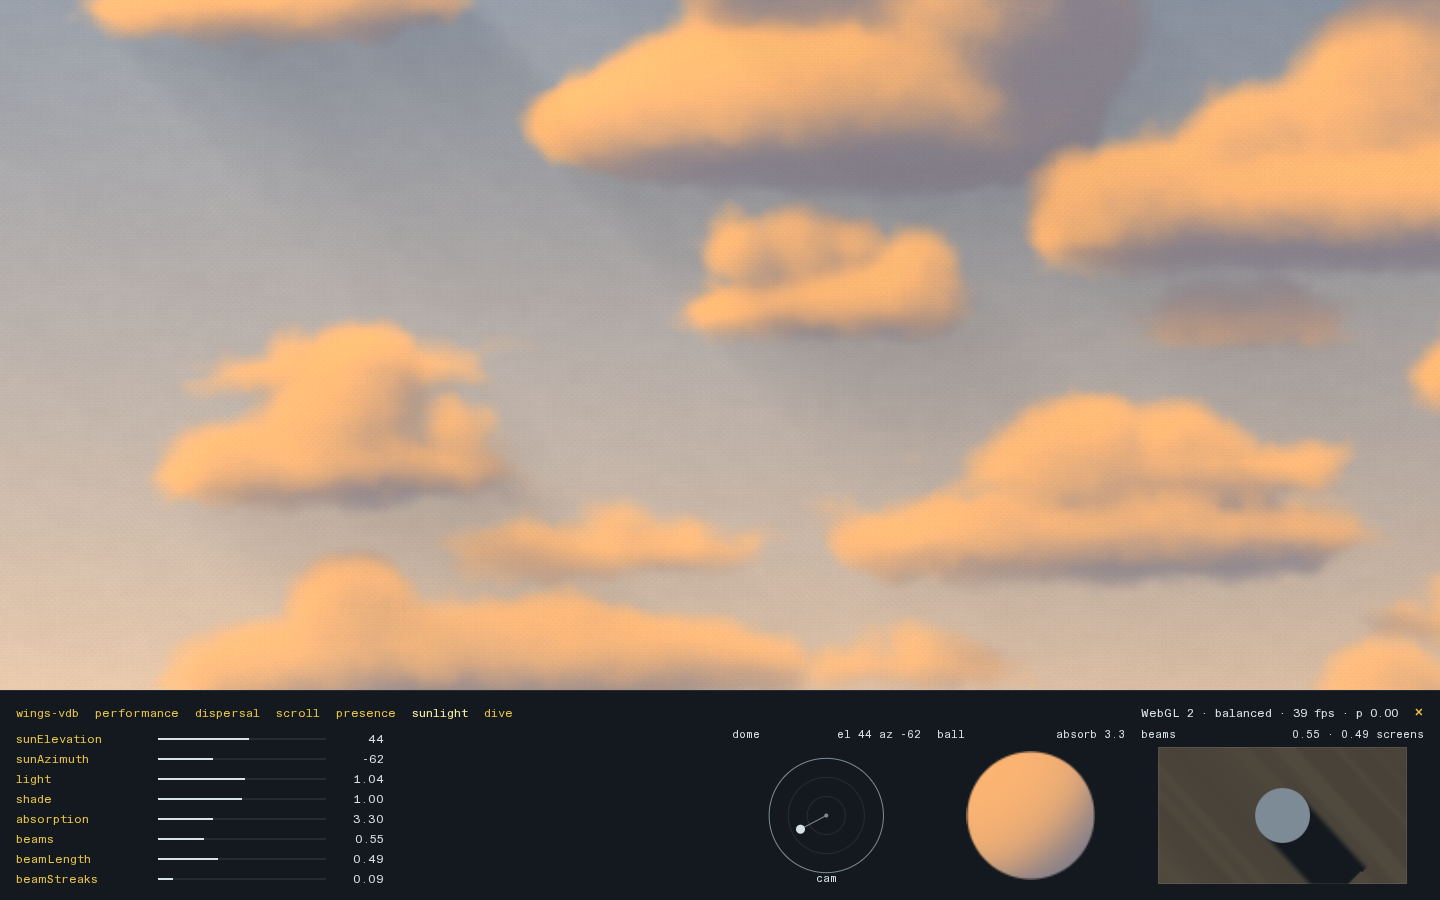 wings-vdb performance dispersal scroll presence sunlight dive WebGL 2 · balanced · 39 fps · p 0.00 ×
sunElevation 44
sunAzimuth -62
light 1.04
shade 1.00
absorption 3.30
beams 0.55
beamLength 0.49
beamStreaks 0.09
dome el 44 az -62
cam
ball absorb 3.3
beams 0.55 · 0.49 screens